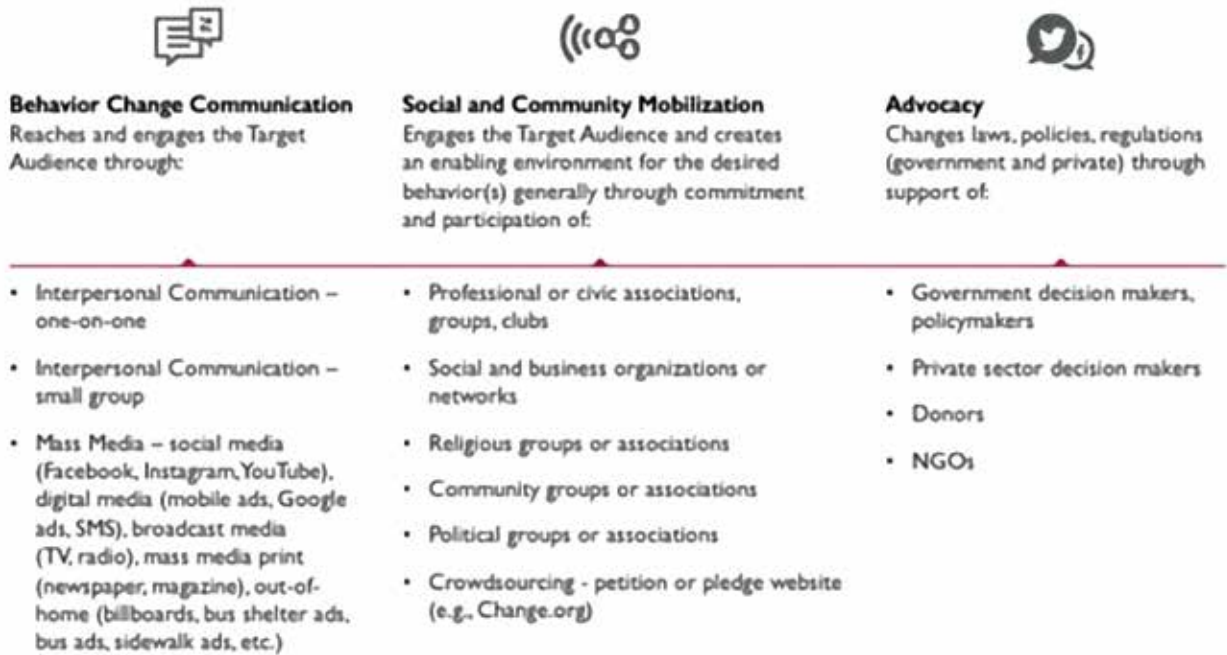 Behavior Change Communication
Reaches and engages the Target
Audience through:
Social and Community Mobilization
Engages the Target Audience and creates
an enabling environment for the desired
behavior(s) generally through commitment
and participation of:
Advocacy
Changes laws, policies, regulations
(government and private) through
support of:
• Interpersonal Communication –
one-on-one
• Interpersonal Communication –
small group
• Mass Media – social media
(Facebook, Instagram, YouTube),
digital media (mobile ads, Google
ads, SMS), broadcast media
(TV, radio), mass media print
(newspaper, magazine), out-of-
home (billboards, bus shelter ads,
bus ads, sidewalk ads, etc.)
• Professional or civic associations,
groups, clubs
• Social and business organizations or
networks
• Religious groups or associations
• Community groups or associations
• Political groups or associations
• Crowdsourcing - petition or pledge website
(e.g., Change.org)
• Government decision makers,
policymakers
• Private sector decision makers
• Donors
• NGOs